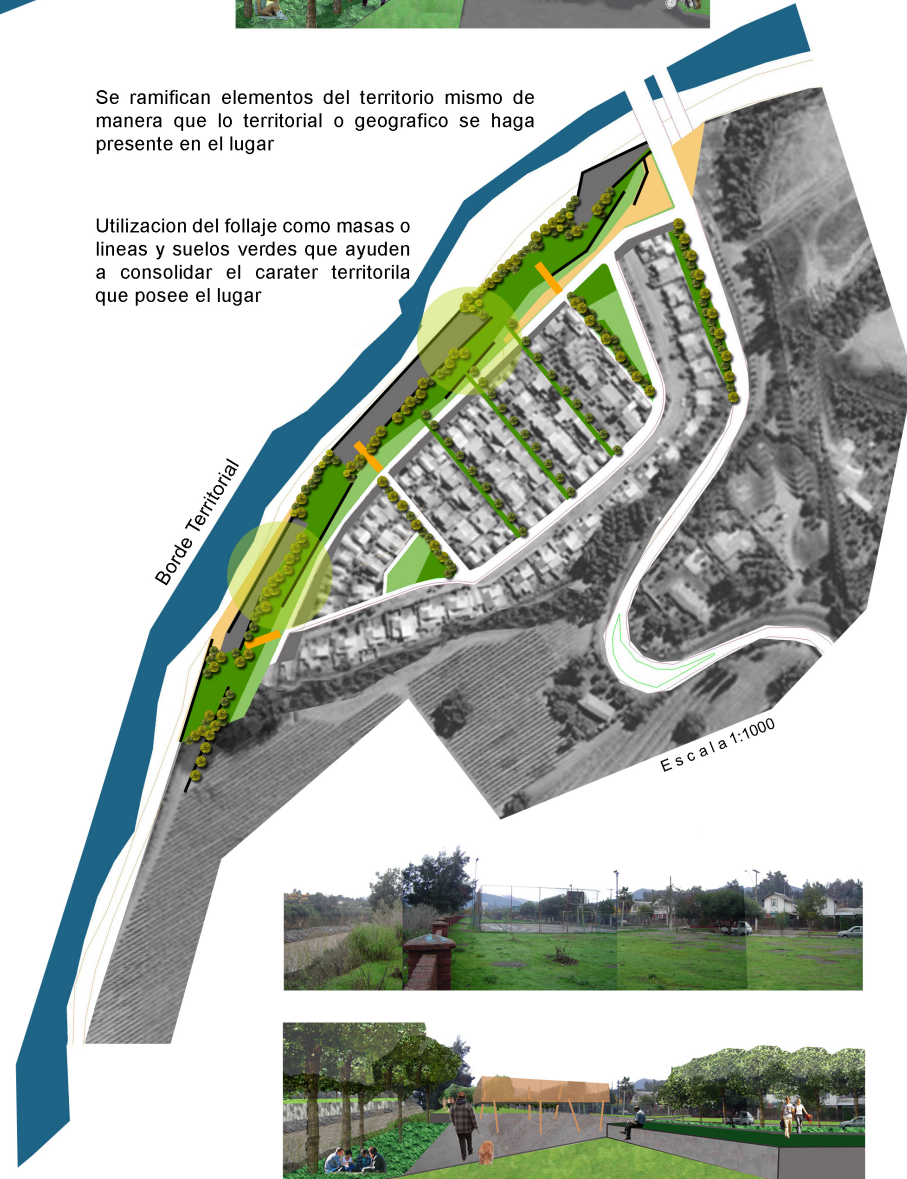 Se ramifican elementos del territorio mismo de
manera que lo territorial o geografico se haga
presente en el lugar
Utilizacion del follaje como masas o
lineas y suelos verdes que ayuden
a consolidar el carater territorila
que posee el lugar
Borde Territorial
Escala 1:1000